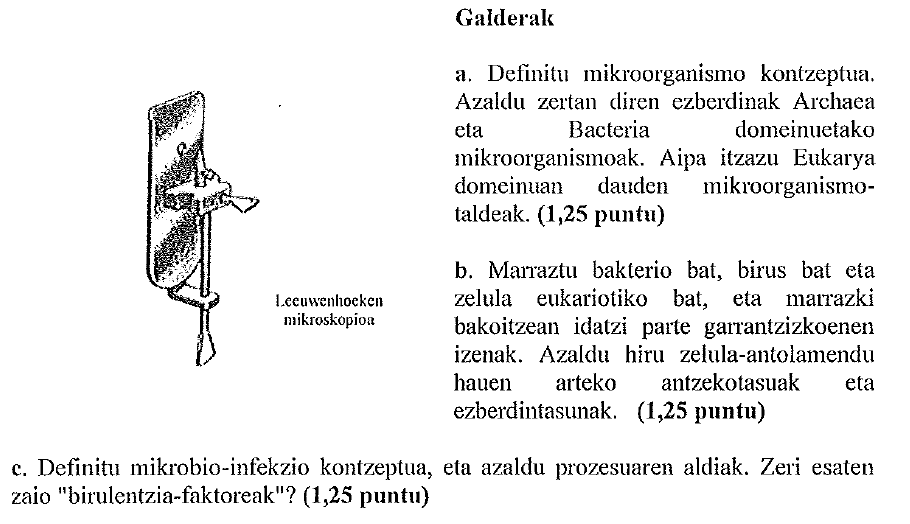 Galderak
a. Definitu mikroorganismo kontzeptua.
Azaldu zertan diren ezberdinak Archaea
eta Bacteria domeinuetako
mikroorganismoak. Aipa itzazu Eukarya
domeinuan dauden mikroorganismo-
taldeak. (1,25 puntu)
b. Marraztu bakterio bat, birus bat eta
zelula eukariotiko bat, eta marrazki
bakoitzean idatzi parte garrantzizkoenen
izenak. Azaldu hiru zelula-antolamendu
hauen arteko antzekotasuak eta
ezberdintasunak. (1,25 puntu)
Leeuwenhoeken
mikroskopioa
c. Definitu mikrobio-infekzio kontzeptua, eta azaldu prozesuaren aldiak. Zeri esaten
zaio "birulentzia-faktoreak"? (1,25 puntu)